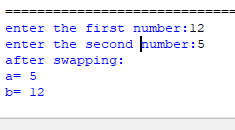 enter the first number:12
enter the second number:5
after swapping:
a= 5
b= 12